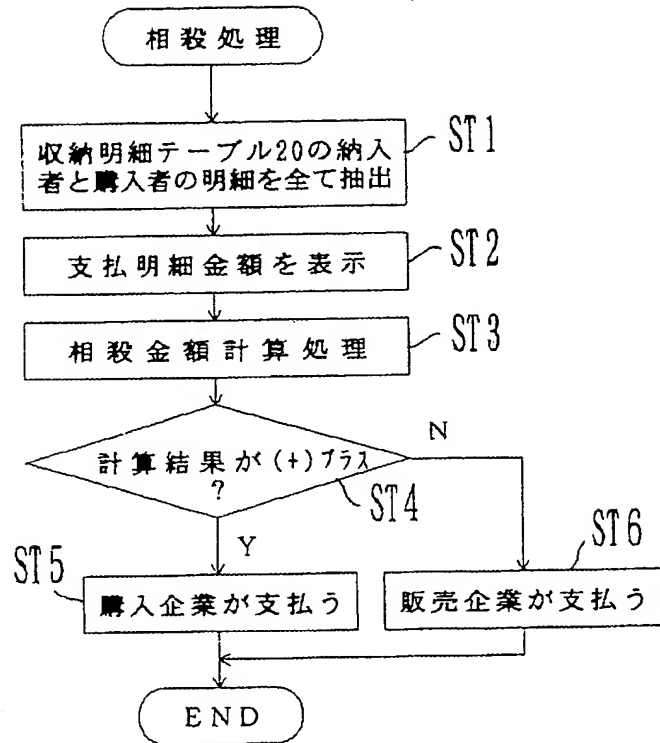 相殺処理
収納明細テーブル20の納入
者と購入者の明細を全て抽出
ST1
支払明細金額を表示
ST2
相殺金額計算処理
ST3
計算結果が(+)プラス
?
ST4
N
Y
ST5
購入企業が支払う
ST6
販売企業が支払う
END